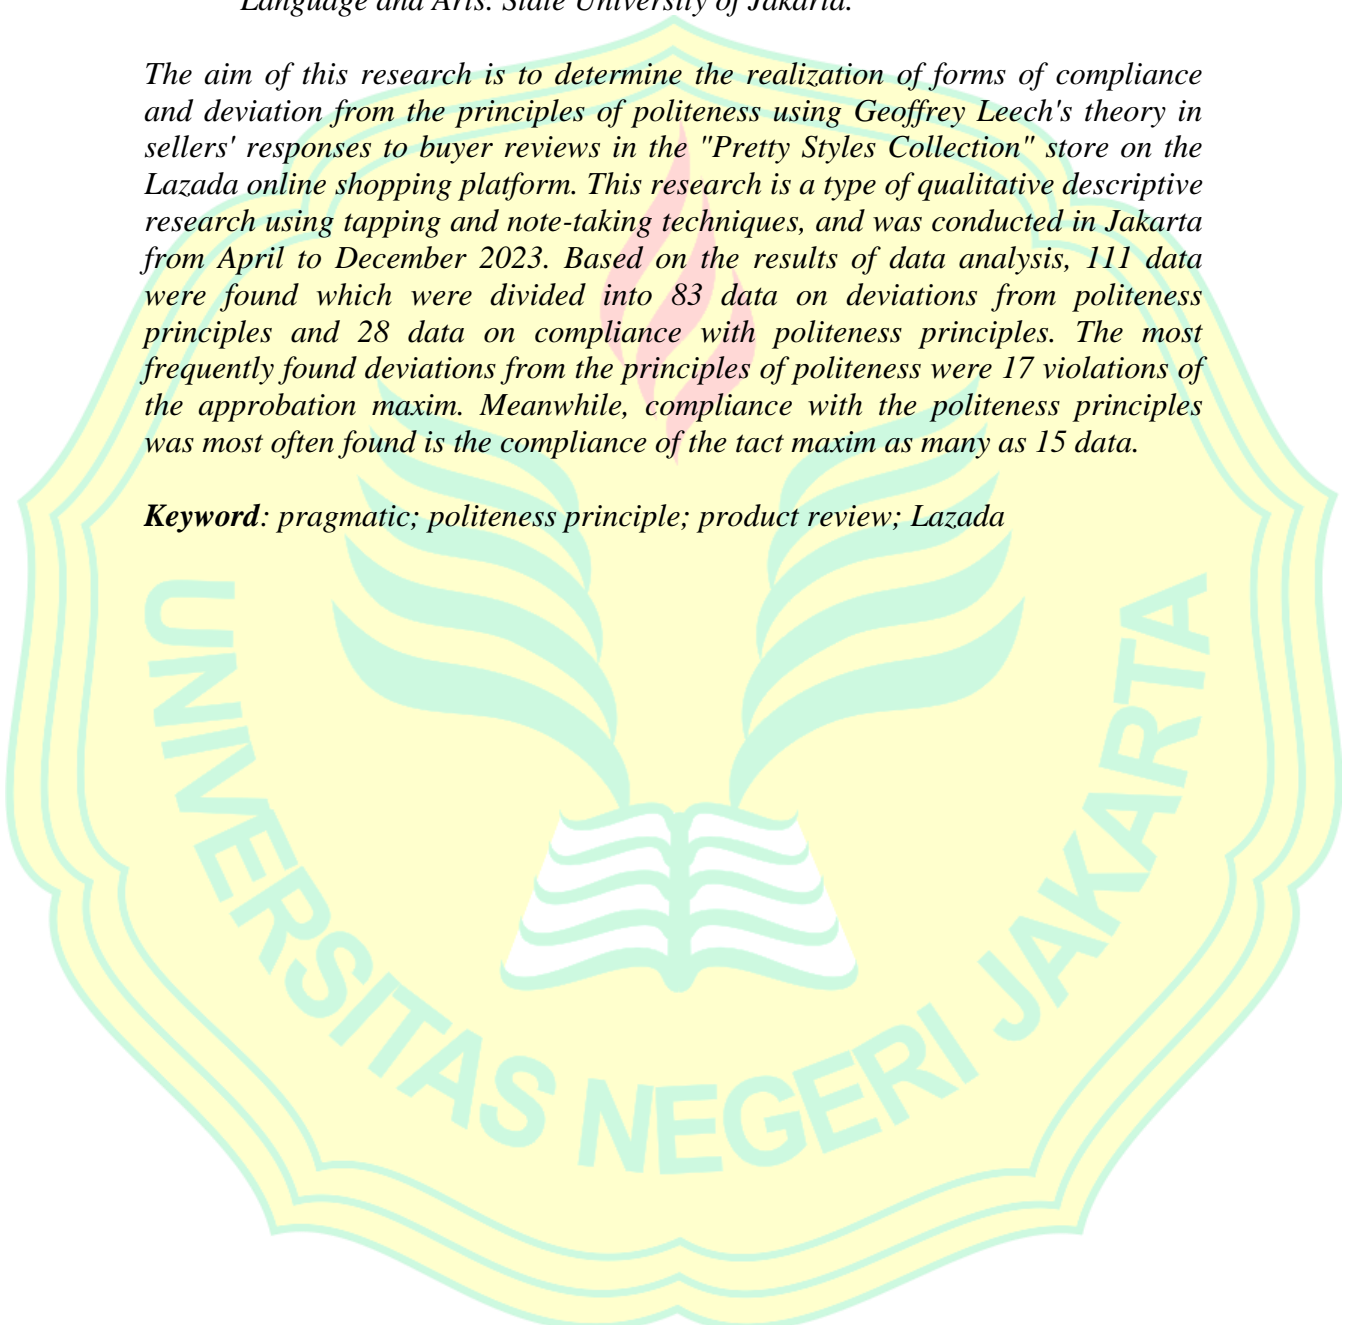 Language and Arts. State University of Jakarta.
The aim of this research is to determine the realization of forms of compliance
and deviation from the principles of politeness using Geoffrey Leech's theory in
sellers' responses to buyer reviews in the "Pretty Styles Collection" store on the
Lazada online shopping platform. This research is a type of qualitative descriptive
research using tapping and note-taking techniques, and was conducted in Jakarta
from April to December 2023. Based on the results of data analysis, 111 data
were found which were divided into 83 data on deviations from politeness
principles and 28 data on compliance with politeness principles. The most
frequently found deviations from the principles of politeness were 17 violations of
the approbation maxim. Meanwhile, compliance with the politeness principles
was most often found is the compliance of the tact maxim as many as 15 data.
Keyword: pragmatic; politeness principle; product review; Lazada
UNIVERSITAS NEGERI JAKARTA